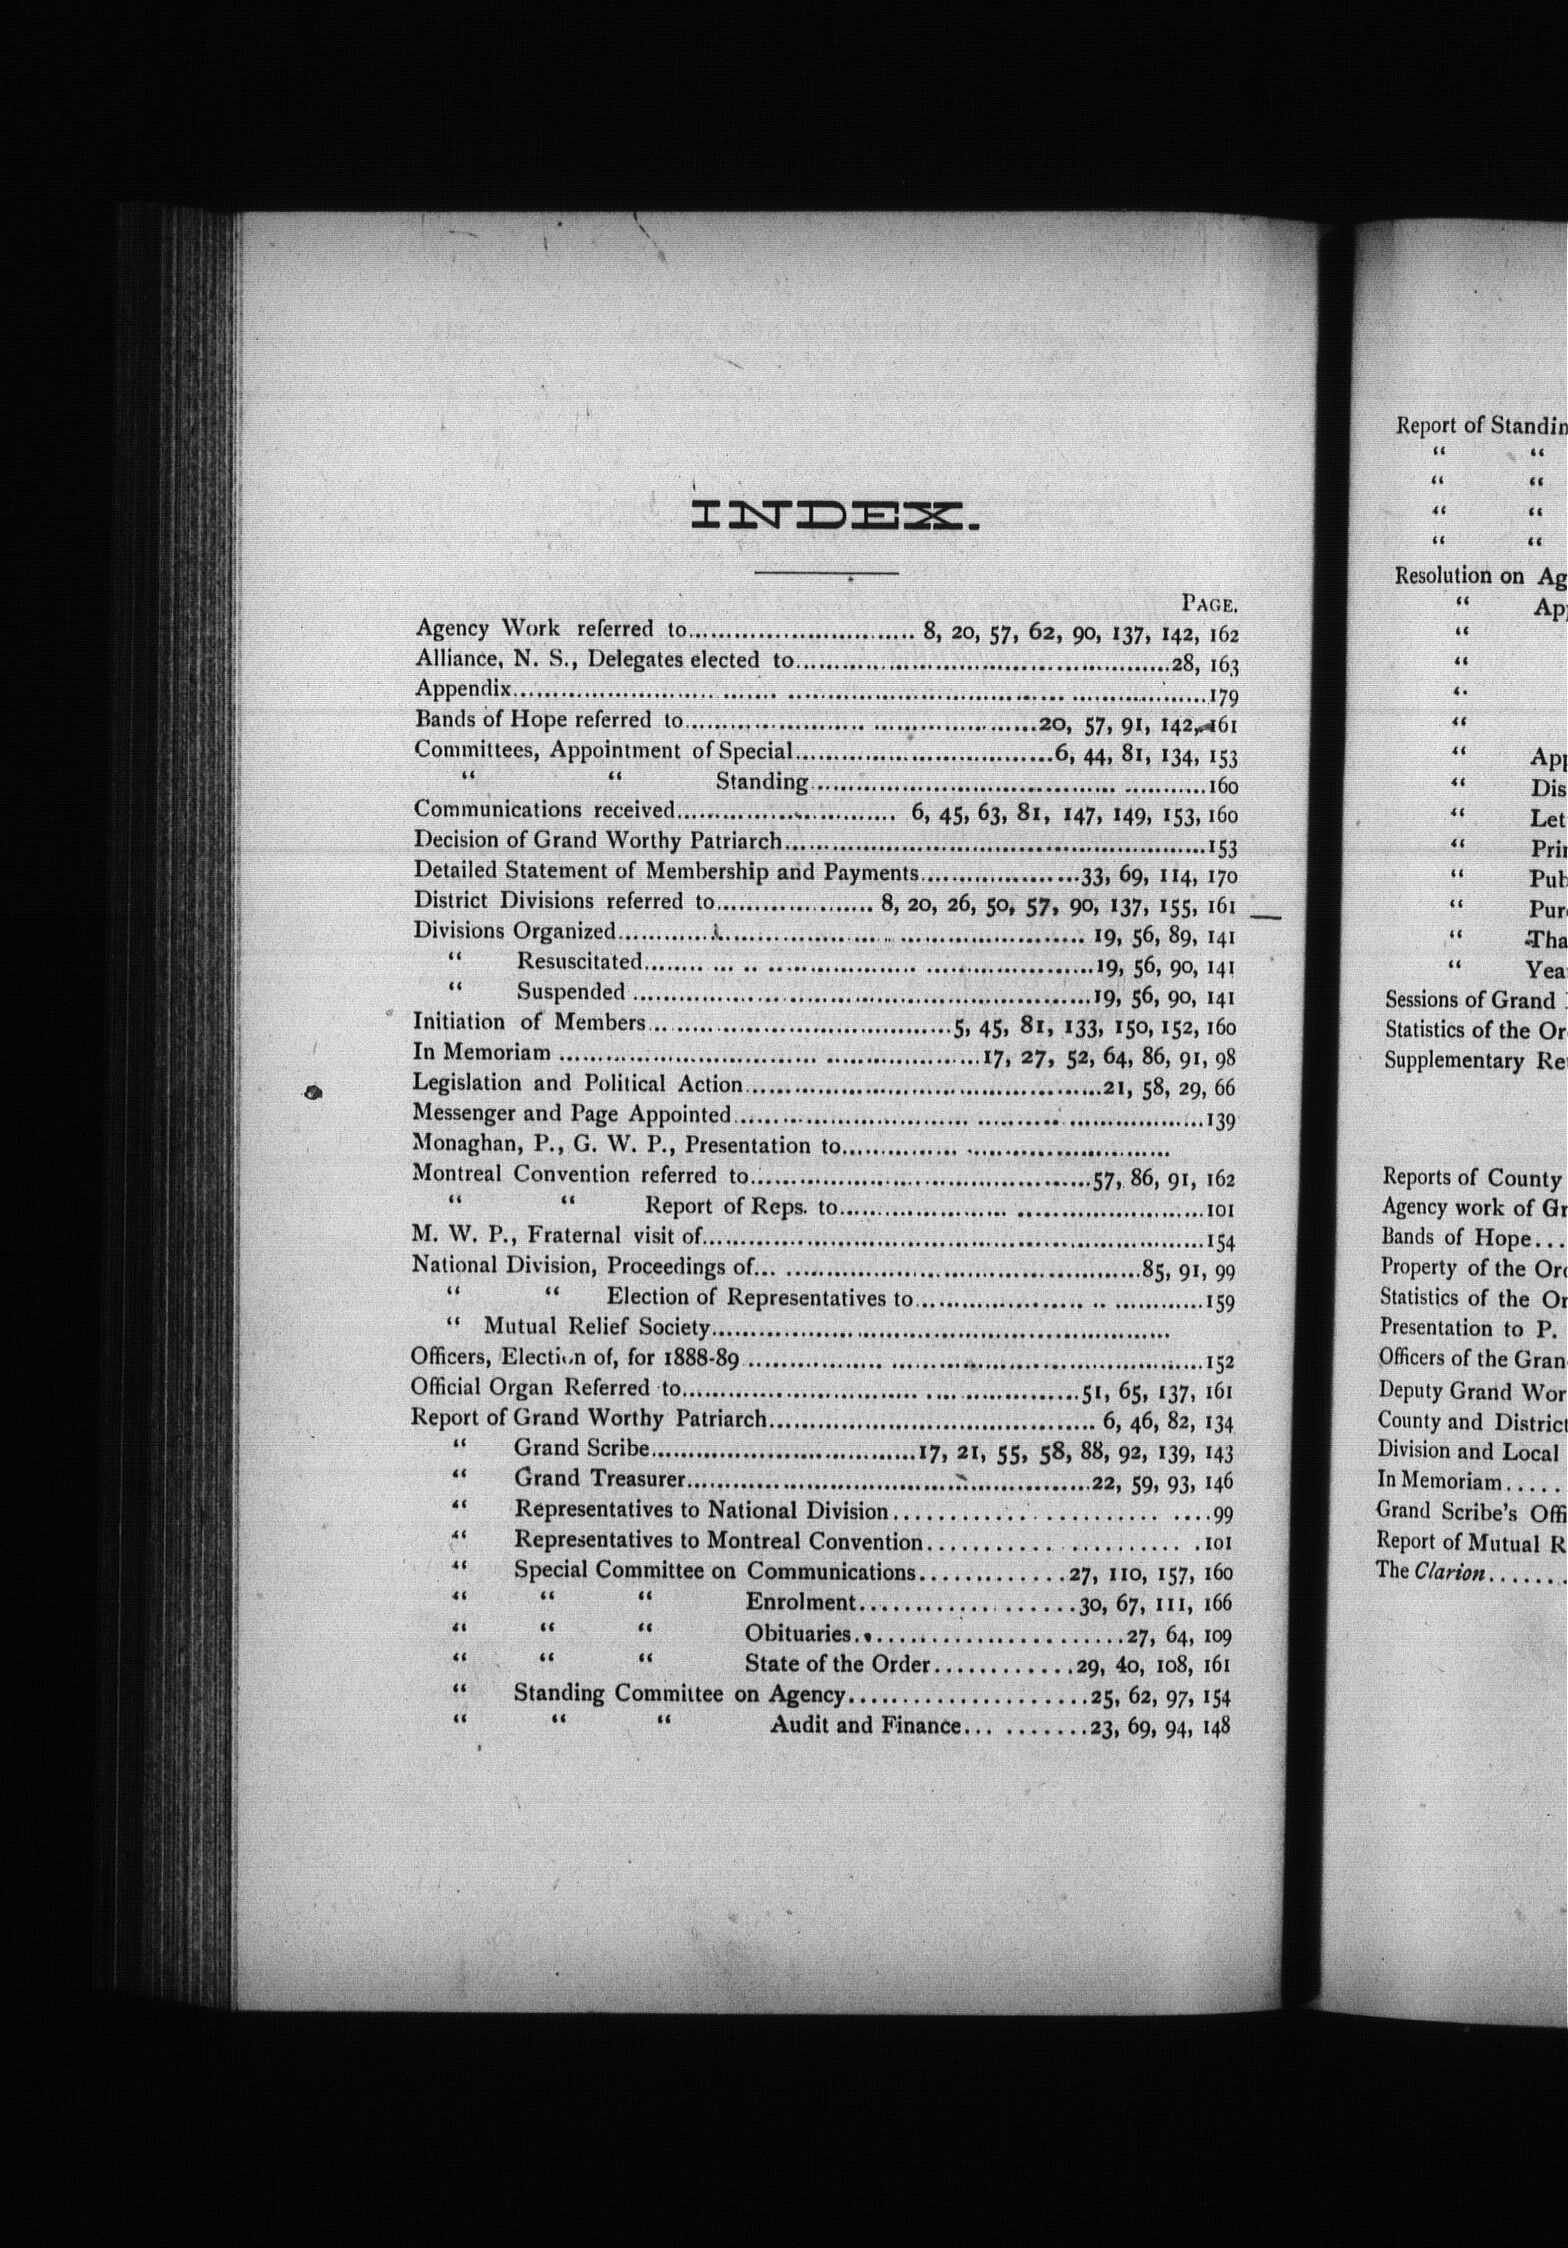 INDEX.
PAGE.
Agency Work referred to............................ 8, 20, 57, 62, 90, 137, 142, 162
Alliance, N. S., Delegates elected to..............................................28, 163
Appendix....................................................................................179
Bands of Hope referred to..........................................20, 57, 91, 142, 161
Committees, Appointment of Special................................6, 44, 81, 134, 153
“ “ Standing................................................160
Communications received........................... 6, 45, 63, 81, 147, 149, 153, 160
Decision of Grand Worthy Patriarch....................................................153
Detailed Statement of Membership and Payments....................33, 69, 114, 170
District Divisions referred to................... 8, 20, 26, 50, 57, 90, 137, 155, 161
Divisions Organized......................................................... 19, 56, 89, 141
“ Resuscitated.......................................................19, 56, 90, 141
“ Suspended ........................................................19, 56, 90, 141
Initiation of Members.....................................5, 45, 81, 133, 150, 152, 160
In Memoriam ....................................................17, 27, 52, 64, 86, 91, 98
Legislation and Political Action...........................................21, 58, 29, 66
Messenger and Page Appointed.........................................................139
Monaghan, P., G. W. P., Presentation to.......................................
Montreal Convention referred to..........................................57, 86, 91, 162
“ “ Report of Reps. to............................................101
M. W. P., Fraternal visit of.............................................................154
National Division, Proceedings of...............................................85, 91, 99
“ “ Election of Representatives to..................................159
“ Mutual Relief Society........................................................
Officers, Election of, for 1888-89.......................................................152
Official Organ Referred to................................................51, 65, 137, 161
Report of Grand Worthy Patriarch........................................ 6, 46, 82, 134
“ Grand Scribe................................17, 21, 55, 58, 88, 92, 139, 143
“ Grand Treasurer.................................................22, 59, 93, 146
“ Representatives to National Division............................99
“ Representatives to Montreal Convention........................101
“ Special Committee on Communications.............27, 110, 157, 160
“ “ “ Enrolment...................30, 67, 111, 166
“ “ “ Obituaries........................27, 64, 109
“ “ “ State of the Order.............29, 40, 108, 161
“ Standing Committee on Agency......................25, 62, 97, 154
“ “ “ Audit and Finance..........23, 69, 94, 148
Report of Standin
“ “
“ “
“ “
“ “
Resolution on Ag
“ App
“
“
“
“
“ App
“ Dis
“ Let
“ Prin
“ Pub
“ Pur
“ Tha
“ Yea
Sessions of Grand
Statistics of the Or
Supplementary Re
Reports of County
Agency work of Gr
Bands of Hope...
Property of the Ord
Statistics of the Or
Presentation to P.
Officers of the Gran
Deputy Grand Wor
County and District
Division and Local
In Memoriam.....
Grand Scribe's Offi
Report of Mutual R
The Clarion.......